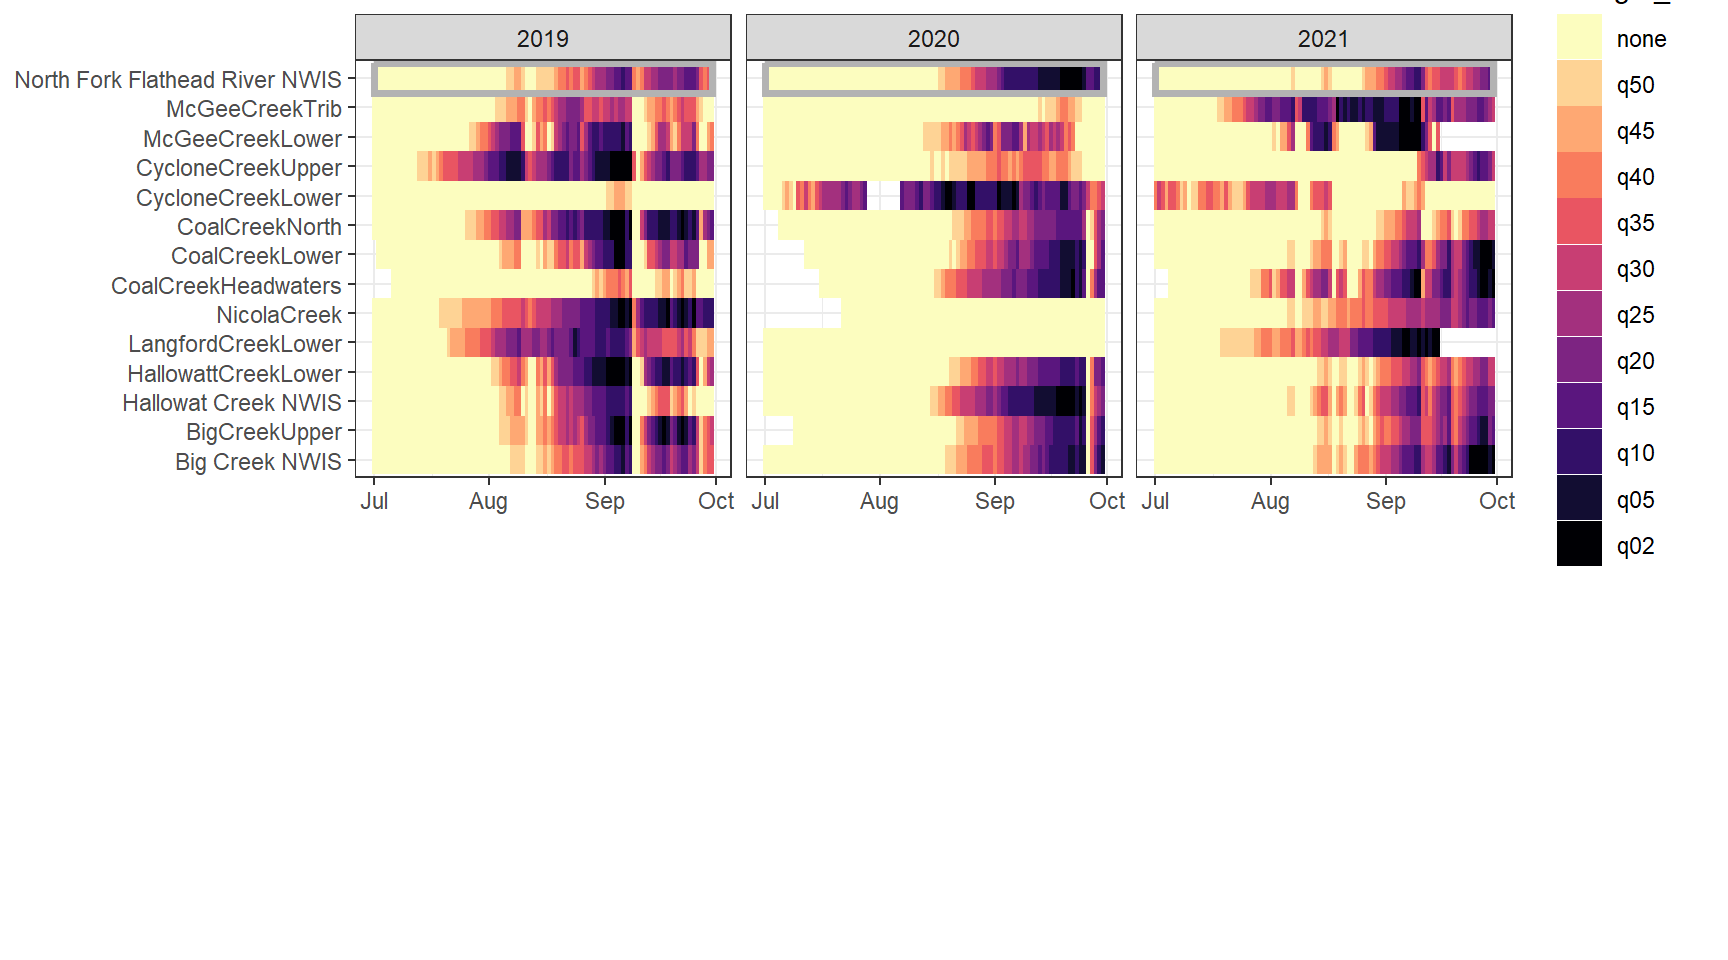 2019 2020 2021
none
q50
q45
q40
q35
q30
q25
q20
q15
q10
q05
q02
North Fork Flathead River NWIS
McGeeCreekTrib
McGeeCreekLower
CycloneCreekUpper
CycloneCreekLower
CoalCreekNorth
CoalCreekLower
CoalCreekHeadwaters
NicolaCreek
LangfordCreekLower
HallowattCreekLower
Hallowat Creek NWIS
BigCreekUpper
Big Creek NWIS
Jul Aug Sep Oct Jul Aug Sep Oct Jul Aug Sep Oct